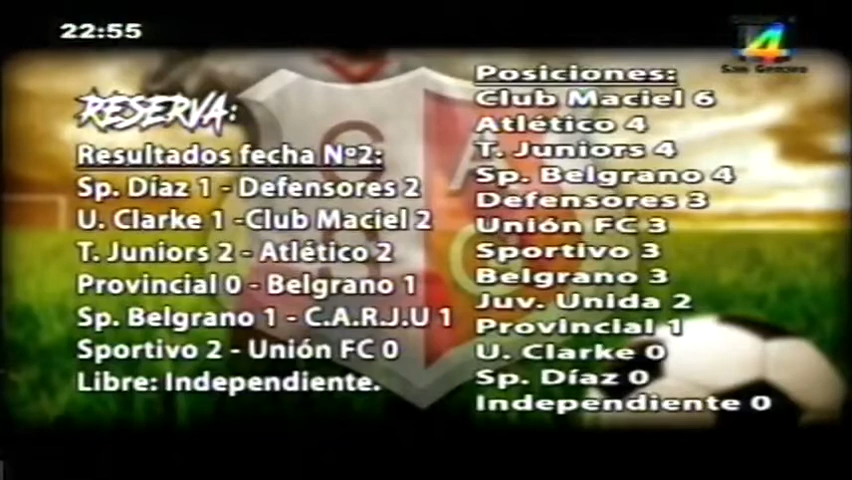 22:55
4
San Genaro
RESERVA:
Resultados fecha Nº2:
Sp. Díaz 1 - Defensores 2
U. Clarke 1 -Club Maciel 2
T. Juniors 2 - Atlético 2
Provincial 0 - Belgrano 1
Sp. Belgrano 1 - C.A.R.J.U 1
Sportivo 2 - Unión FC 0
Libre: Independiente.
Posiciones:
Club Maciel 6
Atlético 4
T. Juniors 4
Sp. Belgrano 4
Defensores 3
Unión FC 3
Sportivo 3
Belgrano 3
Juv. Unida 2
Provincial 1
U. Clarke 0
Sp. Díaz 0
Independiente 0